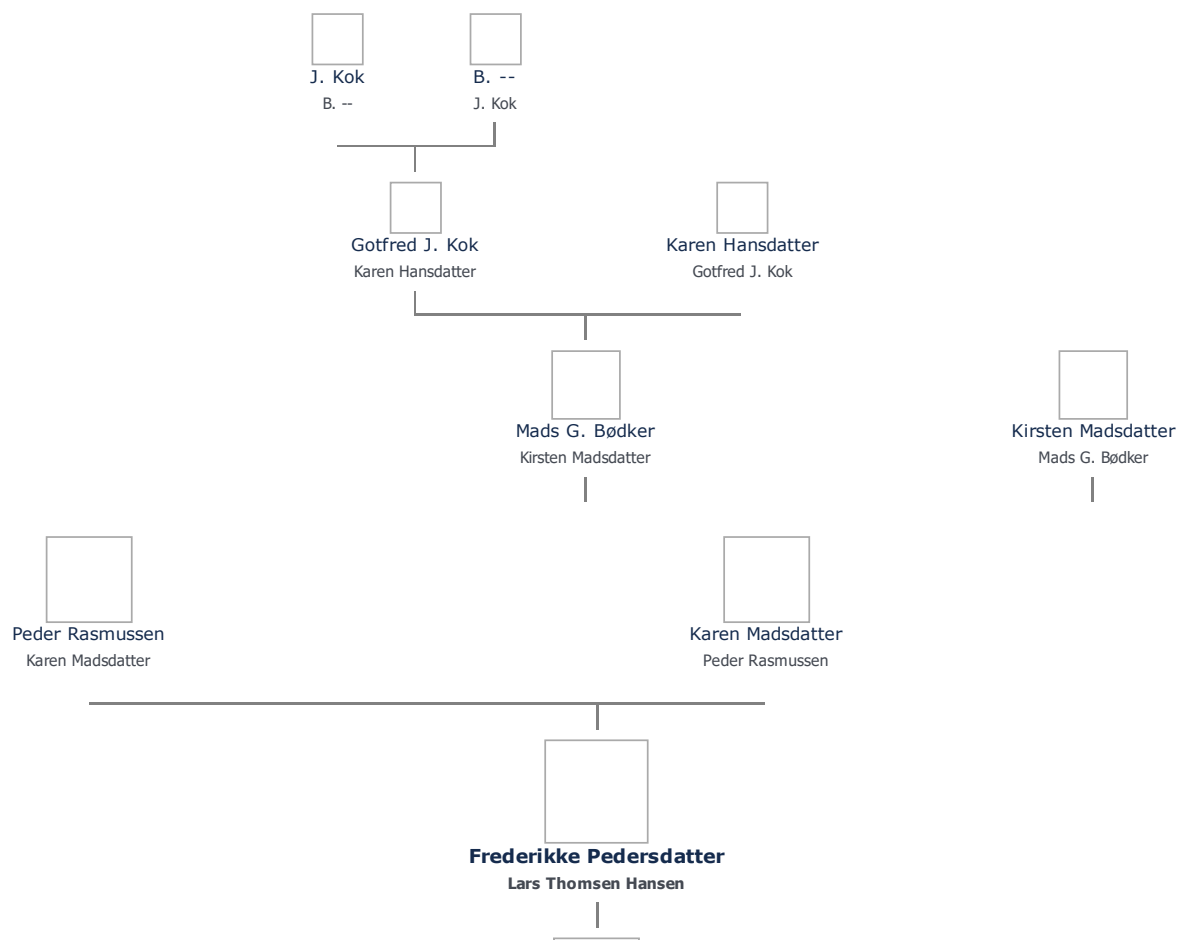 J. Kok
B. --
B. --
J. Kok
Gotfred J. Kok
Karen Hansdatter
Karen Hansdatter
Gotfred J. Kok
Mads G. Bødker
Kirsten Madsdatter
Kirsten Madsdatter
Mads G. Bødker
Peder Rasmussen
Karen Madsdatter
Karen Madsdatter
Peder Rasmussen
Frederikke Pedersdatter
Lars Thomsen Hansen